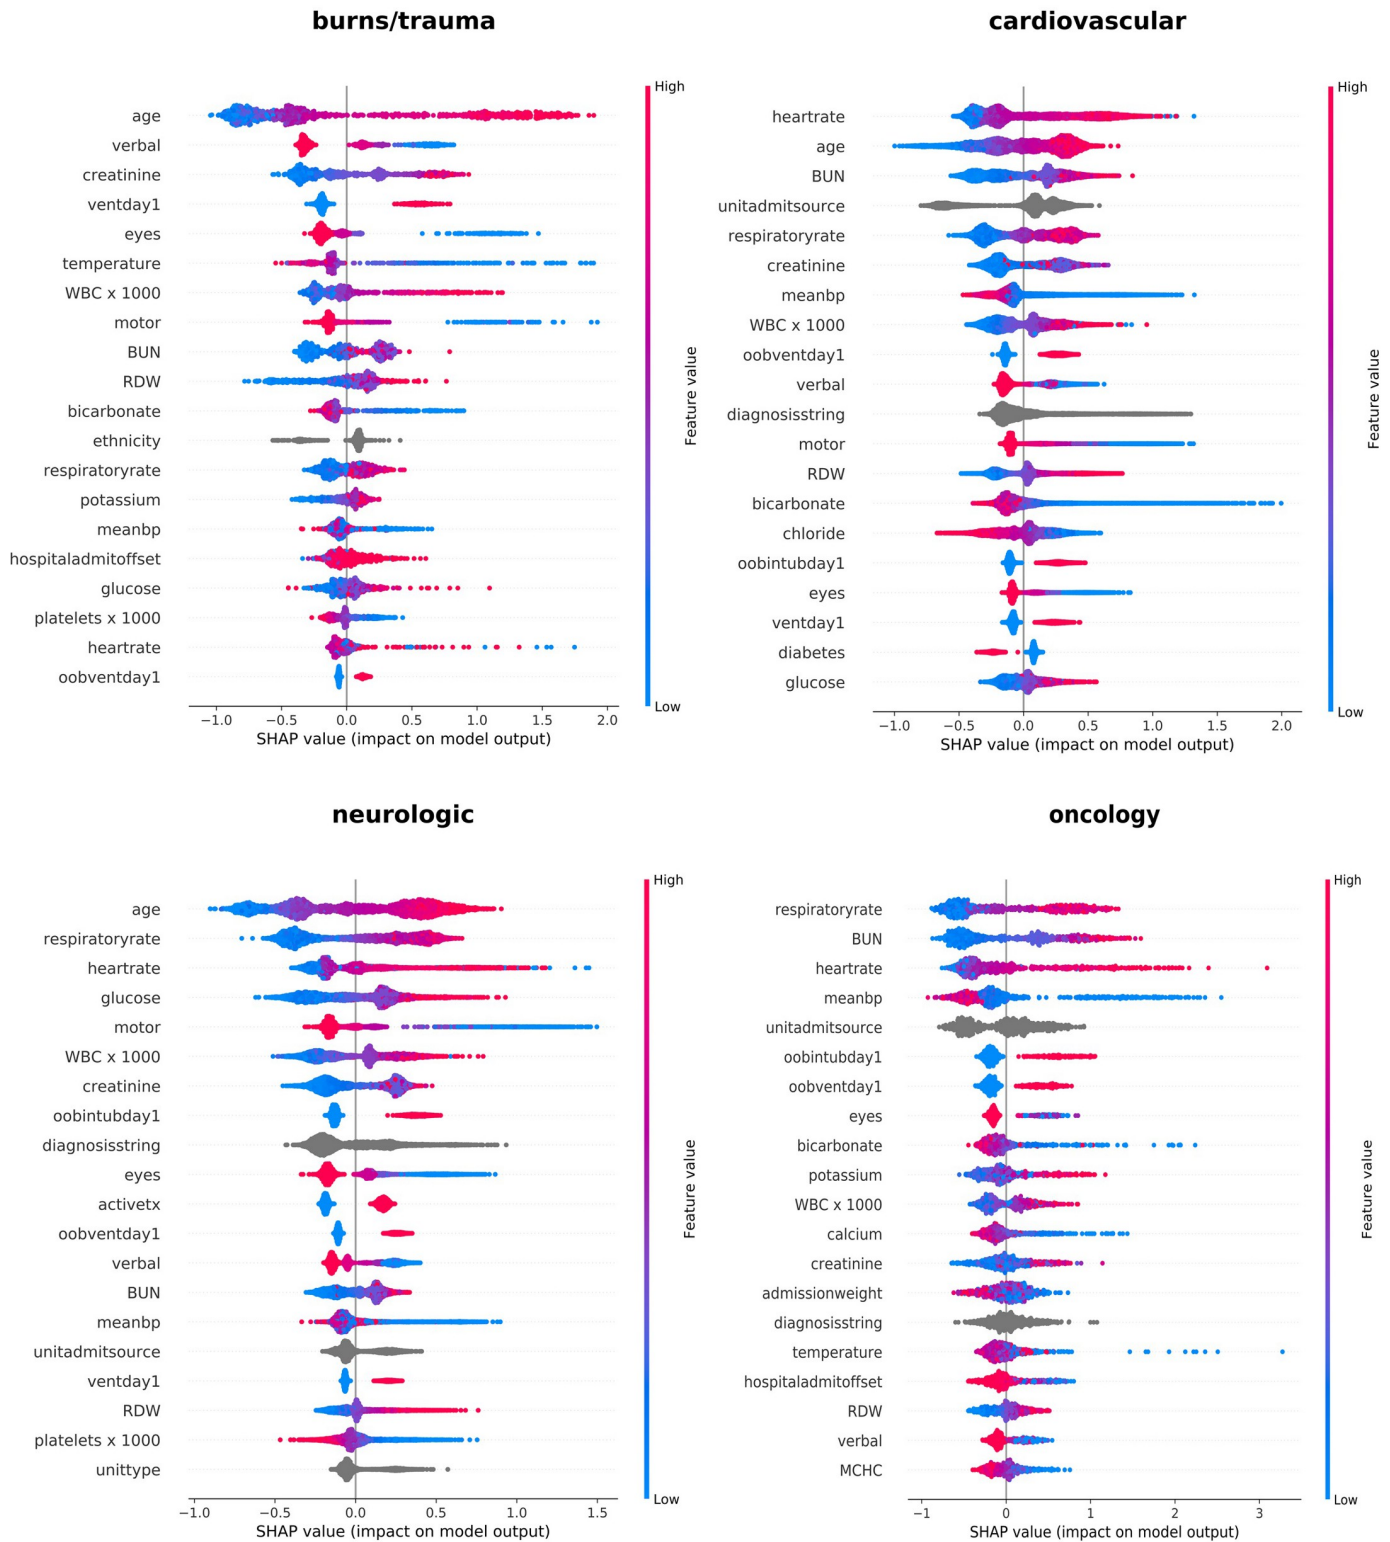 burns/trauma
High
age
verbal
creatinine
ventday1
eyes
temperature
WBC x 1000
motor
BUN
RDW
bicarbonate
ethnicity
respiratoryrate
potassium
meanbp
hospitaladmitoffset
glucose
platelets x 1000
heartrate
oobventday1
Feature value
Low
−1.0 −0.5 0.0 0.5 1.0 1.5 2.0
SHAP value (impact on model output)
cardiovascular
High
heartrate
age
BUN
unitadmitsource
respiratoryrate
creatinine
meanbp
WBC x 1000
oobventday1
verbal
diagnosisstring
motor
RDW
bicarbonate
chloride
oobintubday1
eyes
ventday1
diabetes
glucose
Feature value
Low
−1.0 −0.5 0.0 0.5 1.0 1.5 2.0
SHAP value (impact on model output)
neurologic
High
age
respiratoryrate
heartrate
glucose
motor
WBC x 1000
creatinine
oobintubday1
diagnosisstring
eyes
activetx
oobventday1
verbal
BUN
meanbp
unitadmitsource
ventday1
RDW
platelets x 1000
unittype
Feature value
Low
−1.0 −0.5 0.0 0.5 1.0 1.5
SHAP value (impact on model output)
oncology
High
respiratoryrate
BUN
heartrate
meanbp
unitadmitsource
oobintubday1
oobventday1
eyes
bicarbonate
potassium
WBC x 1000
calcium
creatinine
admissionweight
diagnosisstring
temperature
hospitaladmitoffset
RDW
verbal
MCHC
Feature value
Low
−1 0 1 2 3
SHAP value (impact on model output)